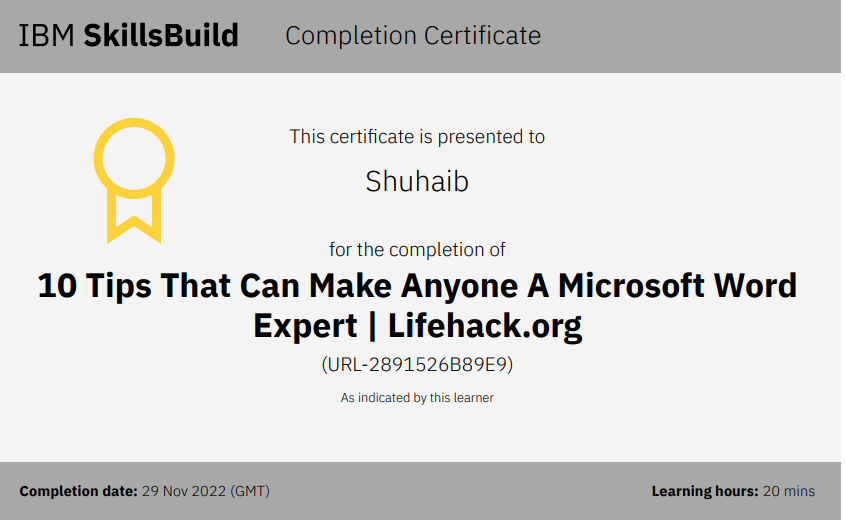 IBM SkillsBuild Completion Certificate
This certificate is presented to
Shuhaib
for the completion of
10 Tips That Can Make Anyone A Microsoft Word
Expert | Lifehack.org
(URL-2891526B89E9)
As indicated by this learner
Completion date: 29 Nov 2022 (GMT) Learning hours: 20 mins